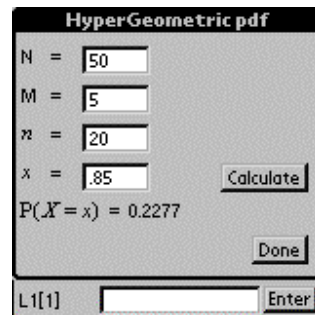 HyperGeometric pdf
N = 50
M = 5
n = 20
x = .85 Calculate
P(X = x) = 0.2277
Done
L1[1] Enter